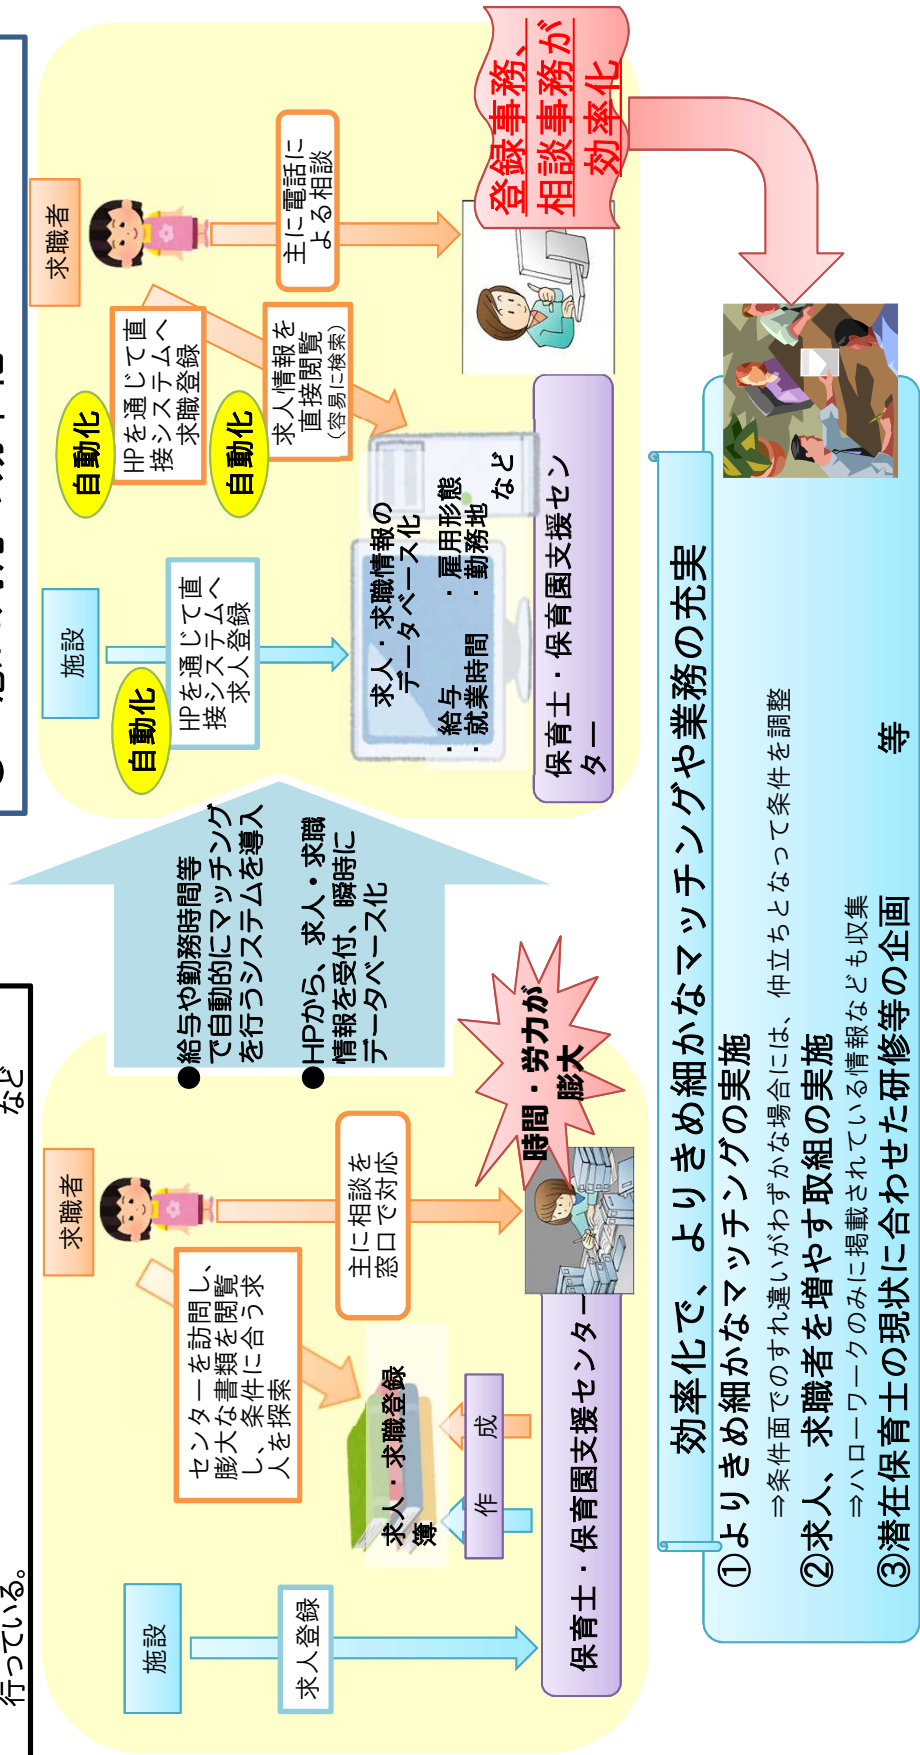 行っている。
など
求職者
センターを訪問し、
膨大な書類を閲覧
し、条件に合う求
人を探索
主に相談を
窓口で対応
施設
求人登録
求人・求職登録
簿
作成
時間・労力が
膨大
保育士・保育園支援センター
●給与や勤務時間等
で自動的にマッチング
を行うシステムを導入
●HPから、求人・求職
情報を受付、瞬時に
データベース化
施設
自動化
HPを通じて直
接システムへ
求人登録
求職者
自動化
HPを通じて直
接システムへ
求職登録
自動化
求人情報を
直接閲覧
(容易に検索)
主に電話に
よる相談
求人・求職情報の
データベース化
・給与 ・雇用形態
・就業時間 ・勤務地 など
保育士・保育園支援セン
ター
登録事務、
相談事務が
効率化
効率化で、よりきめ細かなマッチングや業務の充実
①よりきめ細かなマッチングの実施
⇒条件面でのすれ違いがわずかな場合には、仲立ちとなって条件を調整
②求人、求職者を増やす取組の実施
⇒ハローワークのみに掲載されている情報なども収集
③潜在保育士の現状に合わせた研修等の企画 等